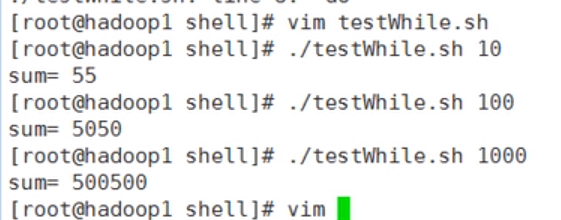 [root@hadoop1 shell]# vim testWhile.sh
[root@hadoop1 shell]# ./testWhile.sh 10
sum= 55
[root@hadoop1 shell]# ./testWhile.sh 100
sum= 5050
[root@hadoop1 shell]# ./testWhile.sh 1000
sum= 500500
[root@hadoop1 shell]# vim